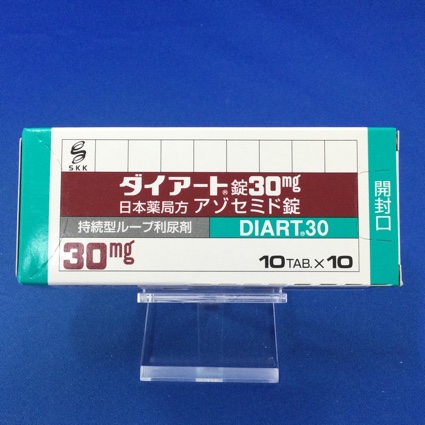 SKK
ダイアート®錠30mg
日本薬局方 アゾセミド錠
持続型ループ利尿剤 DIART®30
30mg 10TAB.×10
開封口